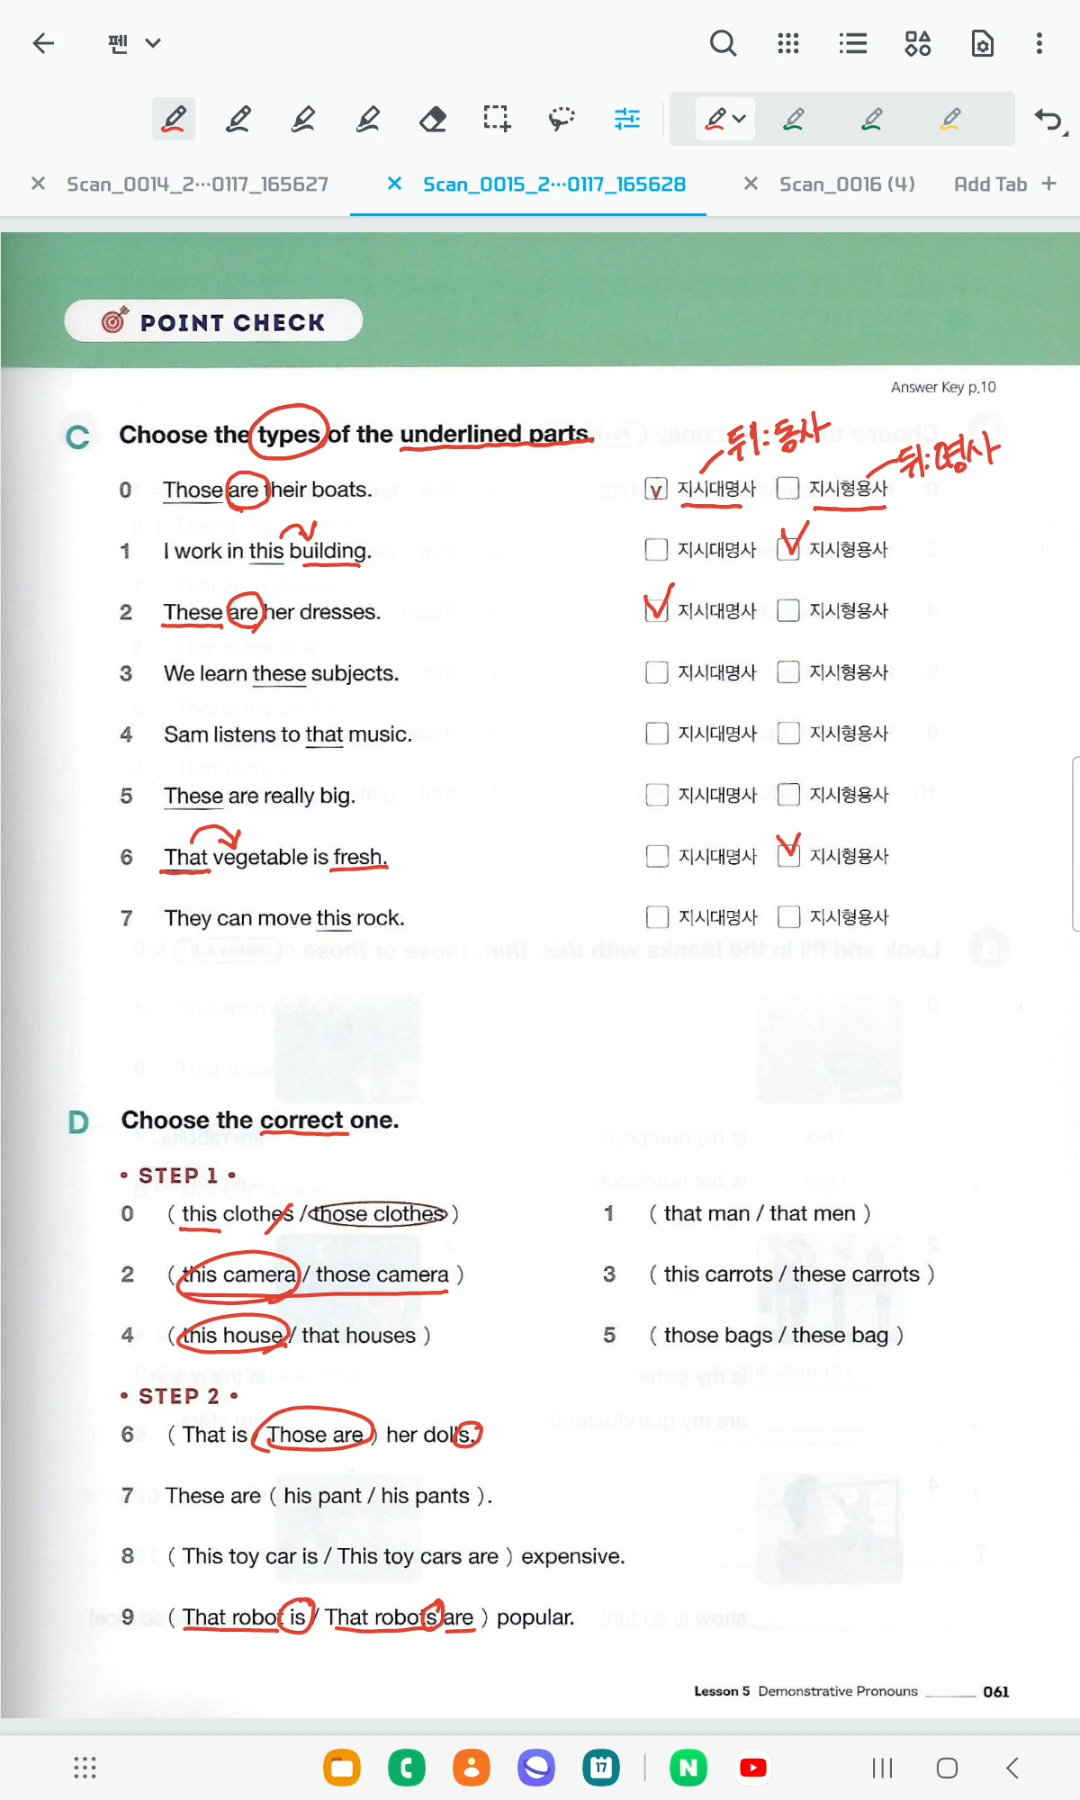 펜
Scan_0014_2…0117_165627
Scan_0015_2…0117_165628
Scan_0016 (4)
Add Tab +
POINT CHECK
Answer Key p.10
C Choose the types of the underlined parts.
뒤:동사
뒤:명사
0 Those are their boats. v 지시대명사 지시형용사
1 I work in this building. 지시대명사 지시형용사
2 These are her dresses. 지시대명사 지시형용사
3 We learn these subjects. 지시대명사 지시형용사
4 Sam listens to that music. 지시대명사 지시형용사
5 These are really big. 지시대명사 지시형용사
6 That vegetable is fresh. 지시대명사 지시형용사
7 They can move this rock. 지시대명사 지시형용사
D Choose the correct one.
• STEP 1 •
0 ( this clothes / those clothes )
1 ( that man / that men )
2 ( this camera / those camera )
3 ( this carrots / these carrots )
4 ( this house / that houses )
5 ( those bags / these bag )
• STEP 2 •
6 ( That is / Those are ) her dolls.
7 These are ( his pant / his pants ).
8 ( This toy car is / This toy cars are ) expensive.
9 ( That robot is / That robots are ) popular.
Lesson 5 Demonstrative Pronouns 061
17
N